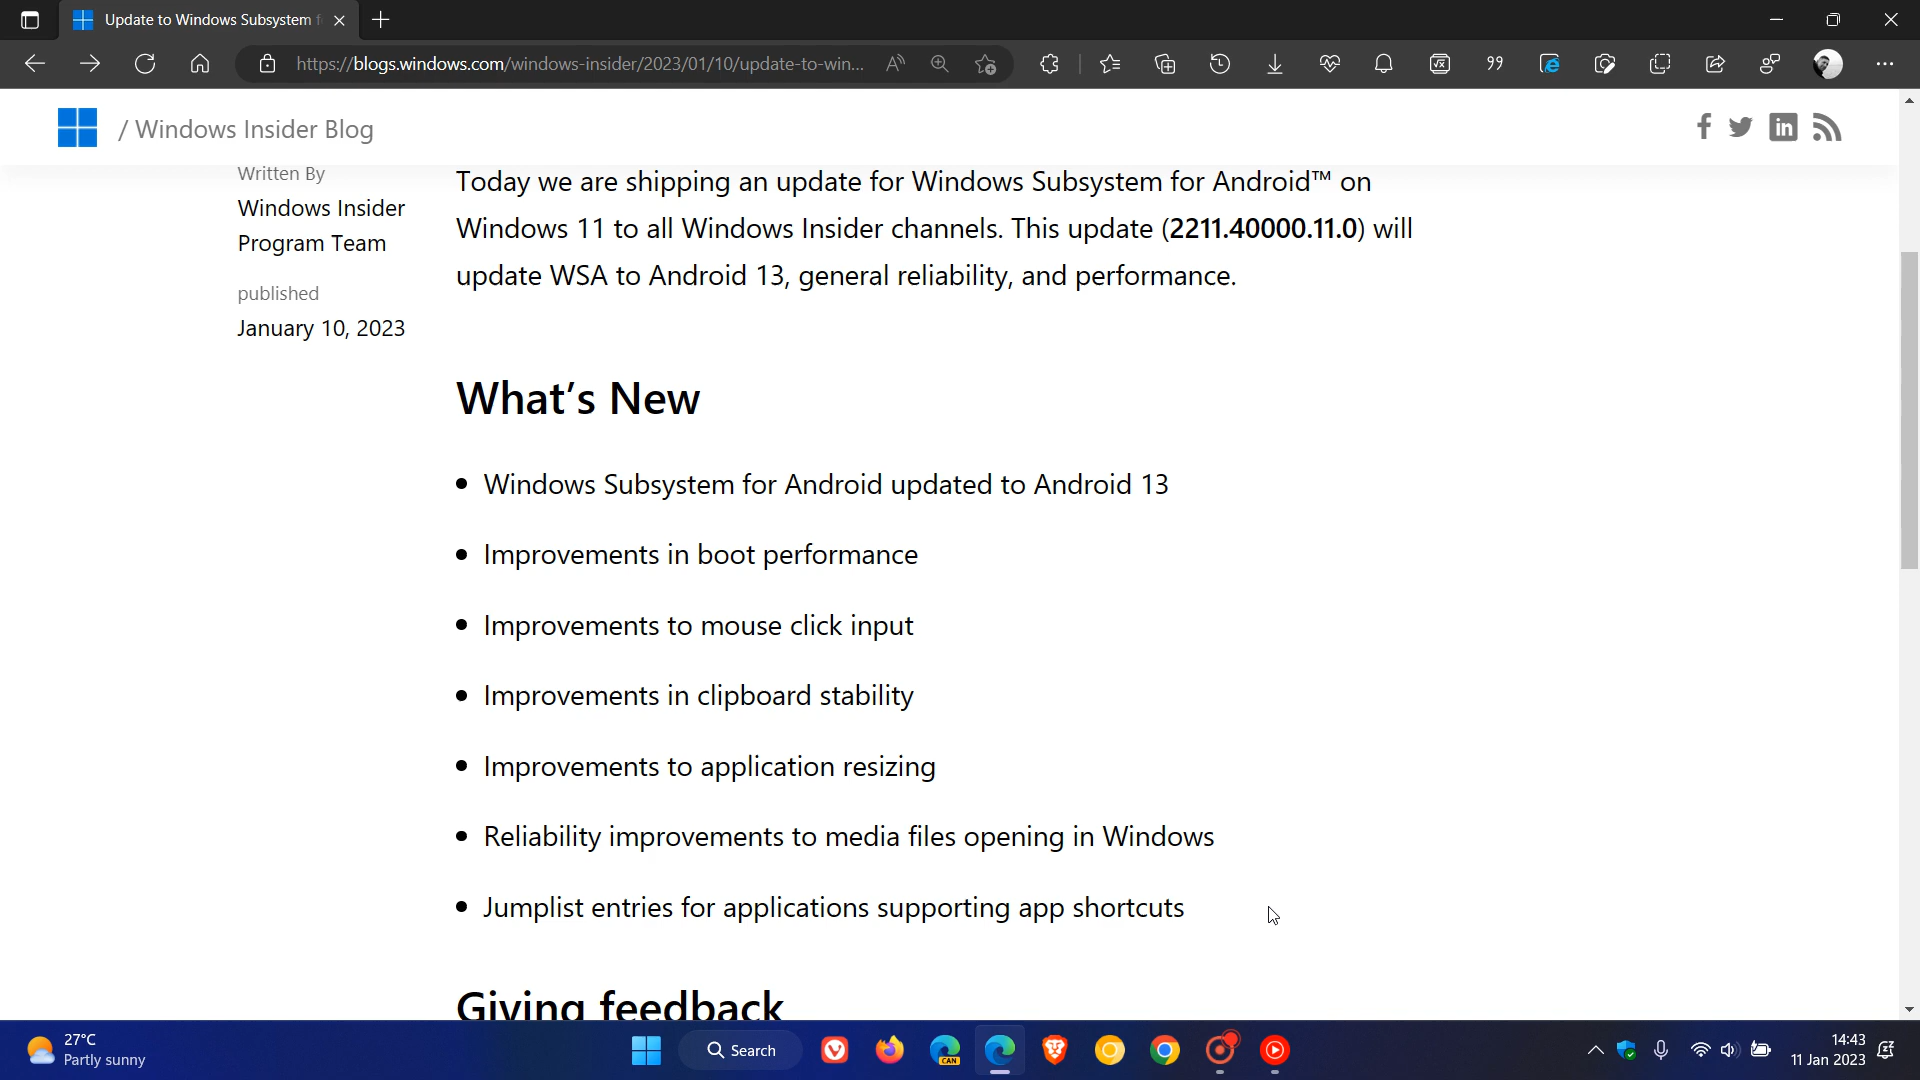 Update to Windows Subsystem f
https://blogs.windows.com/windows-insider/2023/01/10/update-to-win...
/ Windows Insider Blog
Written By
Windows Insider
Program Team
published
January 10, 2023
Today we are shipping an update for Windows Subsystem for Android™ on
Windows 11 to all Windows Insider channels. This update (2211.40000.11.0) will
update WSA to Android 13, general reliability, and performance.
What’s New
• Windows Subsystem for Android updated to Android 13
• Improvements in boot performance
• Improvements to mouse click input
• Improvements in clipboard stability
• Improvements to application resizing
• Reliability improvements to media files opening in Windows
• Jumplist entries for applications supporting app shortcuts
Giving feedback
27°C
Partly sunny
Search
CAN
14:43
11 Jan 2023